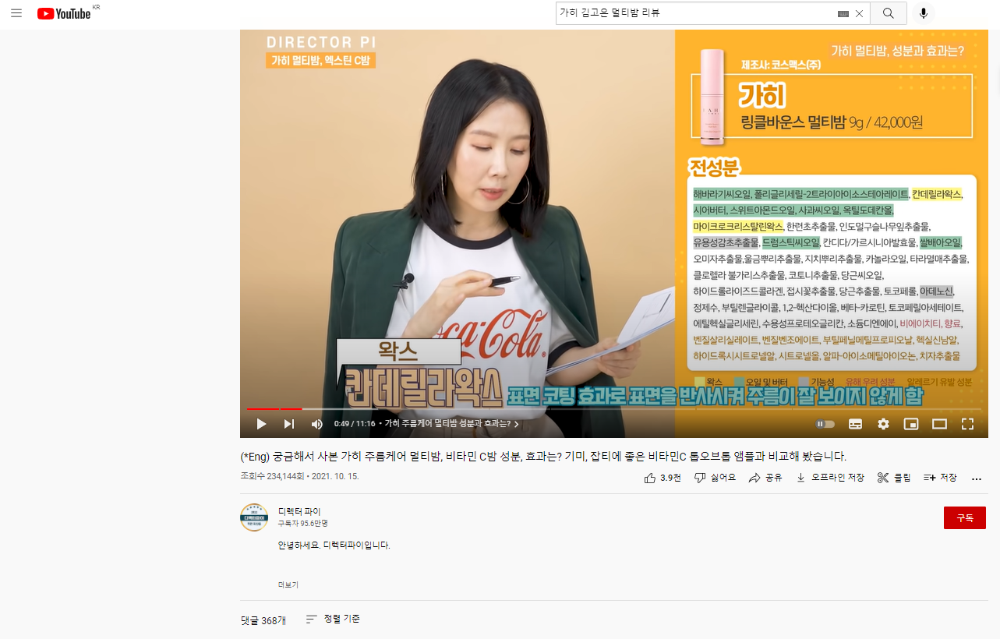 YouTube KR
가히 김고은 멀티밤 리뷰
DIRECTOR PI
가히 멀티밤, 엑스틴 C밤
가히 멀티밤, 성분과 효과는?
제조사: 코스맥스(주)
가히
링클바운스 멀티밤 9g / 42,000원
전성분
해바라기씨오일, 폴리글리세릴-2트라이아이소스테아레이트, 칸데릴라왁스,
시어버터, 스위트아몬드오일, 사과씨오일, 옥틸도데칸올,
마이크로크리스탈린왁스, 한련초추출물, 인도멀구슬나무잎추출물,
유용성감초추출물, 드럼스틱씨오일, 칸디다/가르시니아발효물, 쌀배아오일,
오미자추출물,울금뿌리추출물, 지치뿌리추출물, 카놀라오일, 타라열매추출물,
클로렐라 불가리스추출물, 코토니추출물, 당근씨오일,
하이드롤라이즈드콜라겐, 접시꽃추출물, 당근추출물, 토코페롤, 아데노신,
정제수, 부틸렌글라이콜, 1,2-헥산다이올, 베타-카로틴, 토코페릴아세테이트,
에틸헥실글리세린, 수용성프로테오글리칸, 소듐디엔에이, 비에이치티, 향료,
벤질살리실레이트, 벤질벤조에이트, 부틸페닐메틸프로피오날, 헥실신남알,
하이드록시시트로넬알, 시트로넬올, 알파-아이소메틸아이오논, 치자추출물
왁스 오일 및 버터 기능성 유해 우려 성분 알레르기 유발 성분
Coca-Cola
왁스
칸데릴라왁스 표면 코팅 효과로 표면을 반사시켜 주름이 잘 보이지 않게 함
0:49 / 11:16 • 가히 주름케어 멀티밤 성분과 효과는?
(*Eng) 궁금해서 사본 가히 주름케어 멀티밤, 비타민 C밤 성분, 효과는? 기미, 잡티에 좋은 비타민C 톱오브톱 앰플과 비교해 봤습니다.
조회수 234,144회 • 2021. 10. 15.
3.9천 싫어요 공유 오프라인 저장 클립 저장
디렉터파이
디렉터 파이
구독자 95.6만명
구독
안녕하세요. 디렉터파이입니다.
더보기
댓글 368개 정렬 기준